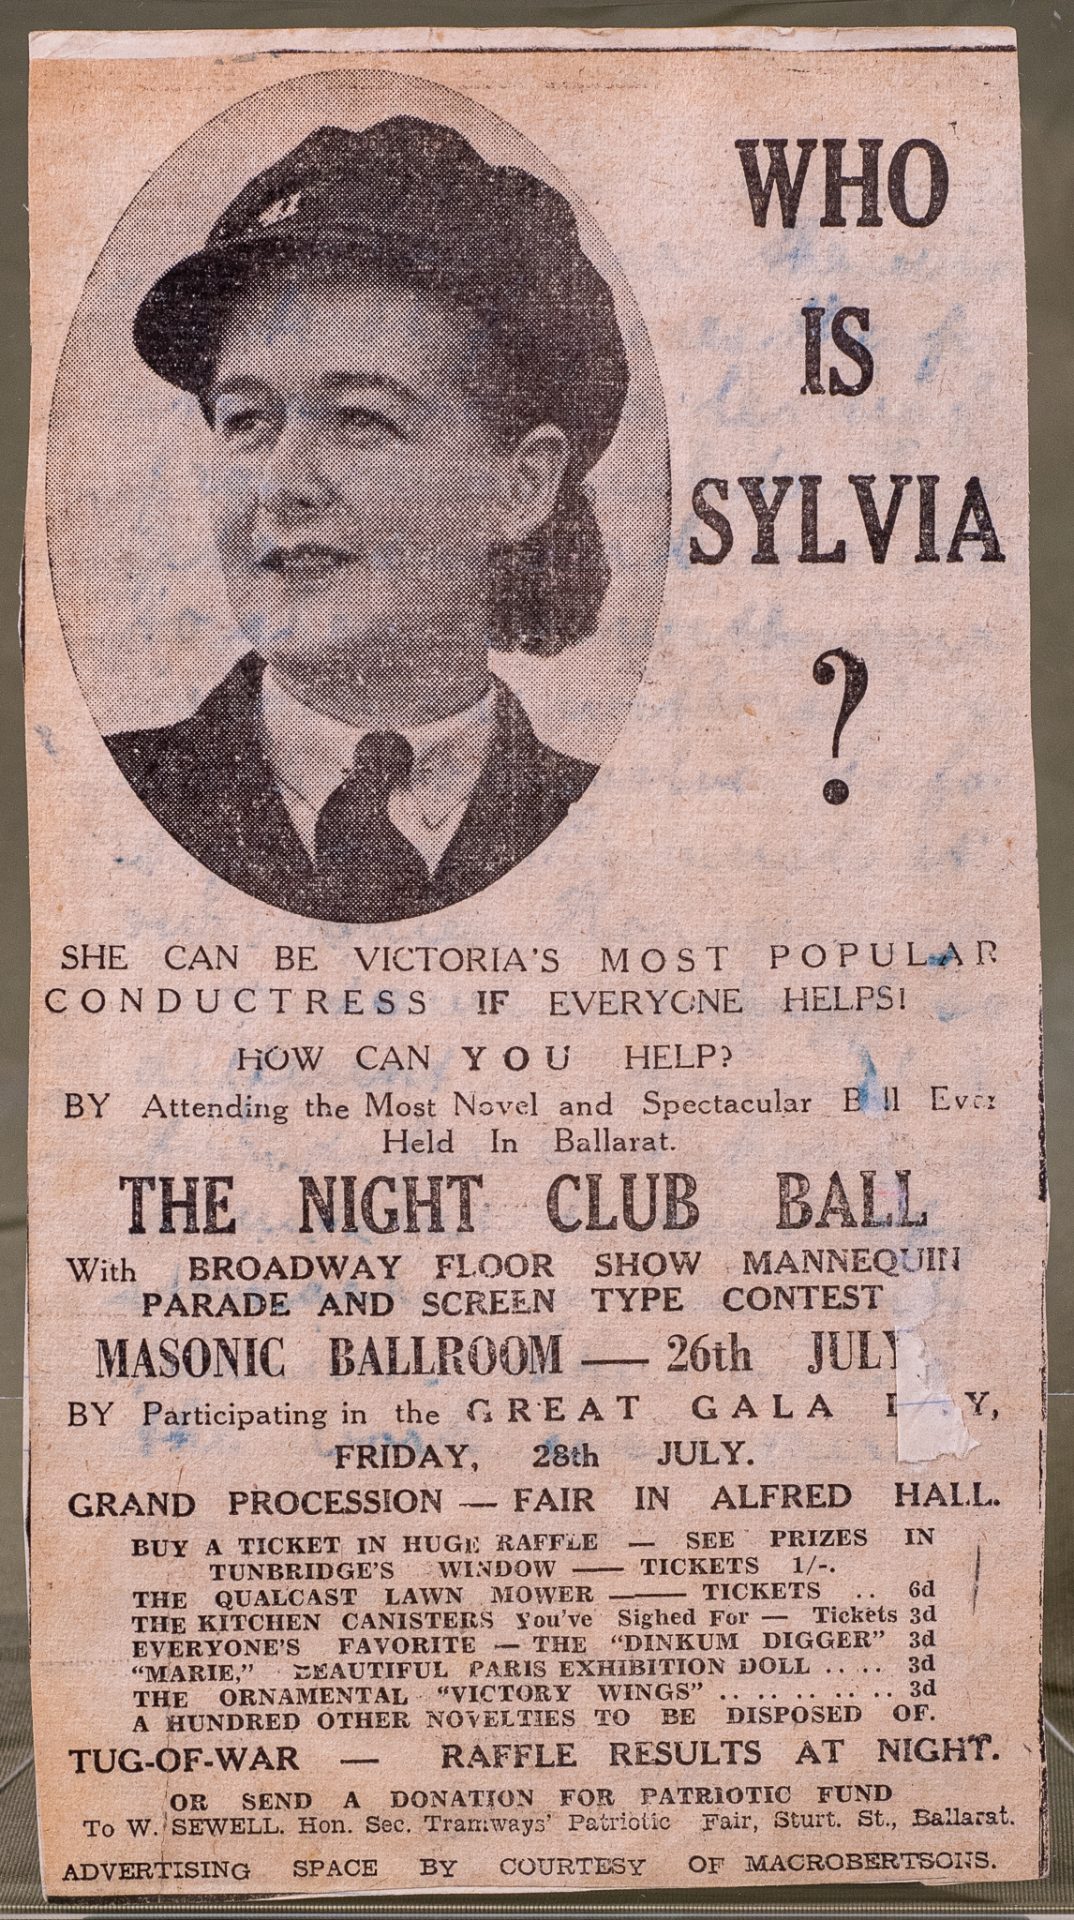 WHO
IS
SYLVIA
?
SHE CAN BE VICTORIA'S MOST POPULAR
CONDUCTRESS IF EVERYONE HELPS!
HOW CAN YOU HELP?
BY Attending the Most Novel and Spectacular Ball Ever
Held In Ballarat.
THE NIGHT CLUB BALL
With BROADWAY FLOOR SHOW MANNEQUIN
PARADE AND SCREEN TYPE CONTEST
MASONIC BALLROOM — 26th JULY
BY Participating in the GREAT GALA DAY,
FRIDAY, 28th JULY.
GRAND PROCESSION — FAIR IN ALFRED HALL.
BUY A TICKET IN HUGE RAFFLE — SEE PRIZES IN
TUNBRIDGE'S WINDOW —— TICKETS 1/-.
THE QUALCAST LAWN MOWER —— TICKETS .. 6d
THE KITCHEN CANISTERS You've Sighed For — Tickets 3d
EVERYONE'S FAVORITE — THE "DINKUM DIGGER" 3d
"MARIE," BEAUTIFUL PARIS EXHIBITION DOLL .... 3d
THE ORNAMENTAL "VICTORY WINGS" .. .. .. .. .. 3d
A HUNDRED OTHER NOVELTIES TO BE DISPOSED OF.
TUG-OF-WAR — RAFFLE RESULTS AT NIGHT.
OR SEND A DONATION FOR PATRIOTIC FUND
To W. SEWELL. Hon. Sec. Tramways' Patriotic Fair, Sturt. St., Ballarat.
ADVERTISING SPACE BY COURTESY OF MACROBERTSONS.